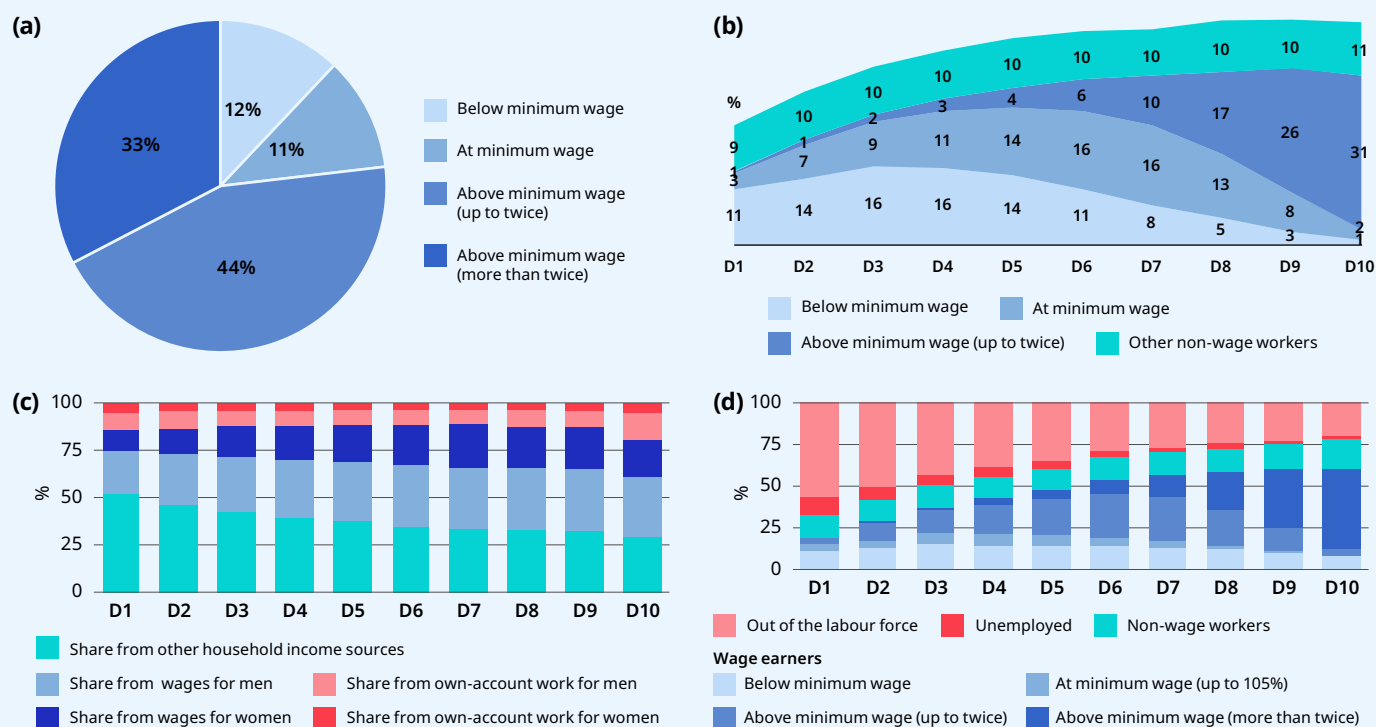 (a)
12%
11%
44%
33%
Below minimum wage
At minimum wage
Above minimum wage
(up to twice)
Above minimum wage
(more than twice)
(b)
%
9
10
10
10
10
10
10
10
10
11
1
1
2
3
4
6
10
17
26
31
3
7
9
11
14
16
16
13
8
2
11
14
16
16
14
11
8
5
3
1
D1 D2 D3 D4 D5 D6 D7 D8 D9 D10
Below minimum wage
At minimum wage
Above minimum wage (up to twice)
Other non-wage workers
(c)
100
75
50
25
0
%
D1 D2 D3 D4 D5 D6 D7 D8 D9 D10
Share from other household income sources
Share from wages for men
Share from own-account work for men
Share from wages for women
Share from own-account work for women
(d)
100
75
50
25
0
%
D1 D2 D3 D4 D5 D6 D7 D8 D9 D10
Out of the labour force
Unemployed
Non-wage workers
Wage earners
Below minimum wage
At minimum wage (up to 105%)
Above minimum wage (up to twice)
Above minimum wage (more than twice)